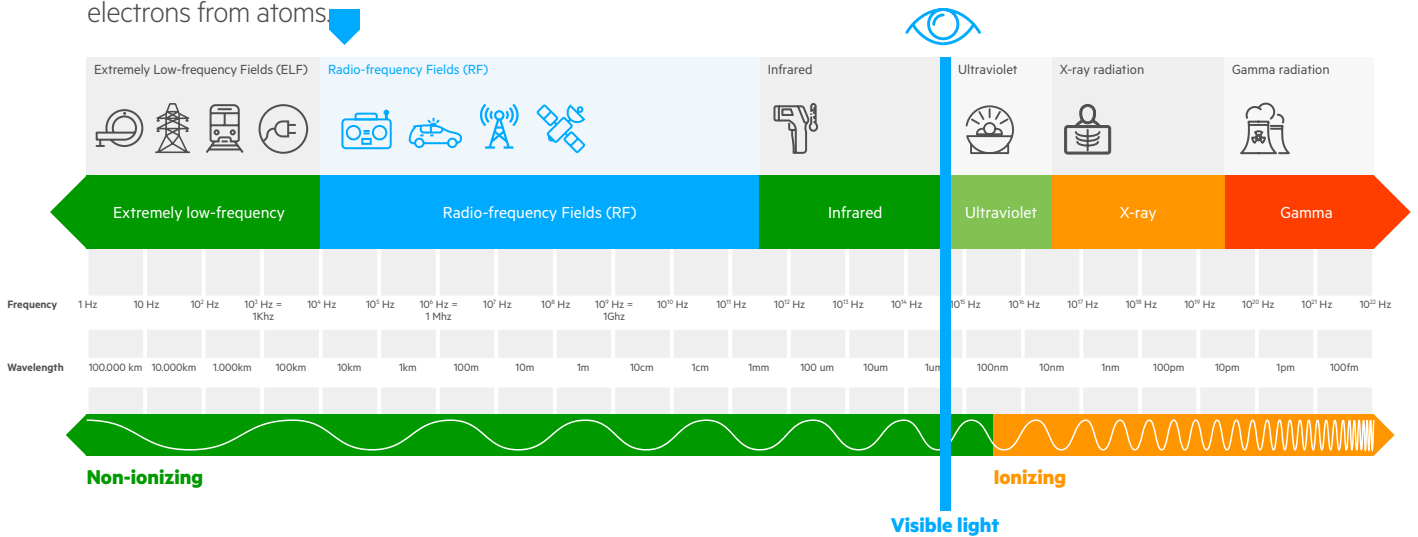 electrons from atoms.
Extremely Low-frequency Fields (ELF) Radio-frequency Fields (RF) Infrared Ultraviolet X-ray radiation Gamma radiation
Extremely low-frequency Radio-frequency Fields (RF) Infrared Ultraviolet X-ray Gamma
Frequency 1 Hz 10 Hz 10² Hz 10³ Hz = 10⁴ Hz 10⁵ Hz 10⁶ Hz = 10⁷ Hz 10⁸ Hz 10⁹ Hz = 10¹⁰ Hz 10¹¹ Hz 10¹² Hz 10¹³ Hz 10¹⁴ Hz 10¹⁵ Hz 10¹⁶ Hz 10¹⁷ Hz 10¹⁸ Hz 10¹⁹ Hz 10²⁰ Hz 10²¹ Hz 10²² Hz
1Khz 1 Mhz 1Ghz
Wavelength 100.000 km 10.000km 1.000km 100km 10km 1km 100m 10m 1m 10cm 1cm 1mm 100 um 10um 1um 100nm 10nm 1nm 100pm 10pm 1pm 100fm
Non-ionizing Ionizing
Visible light